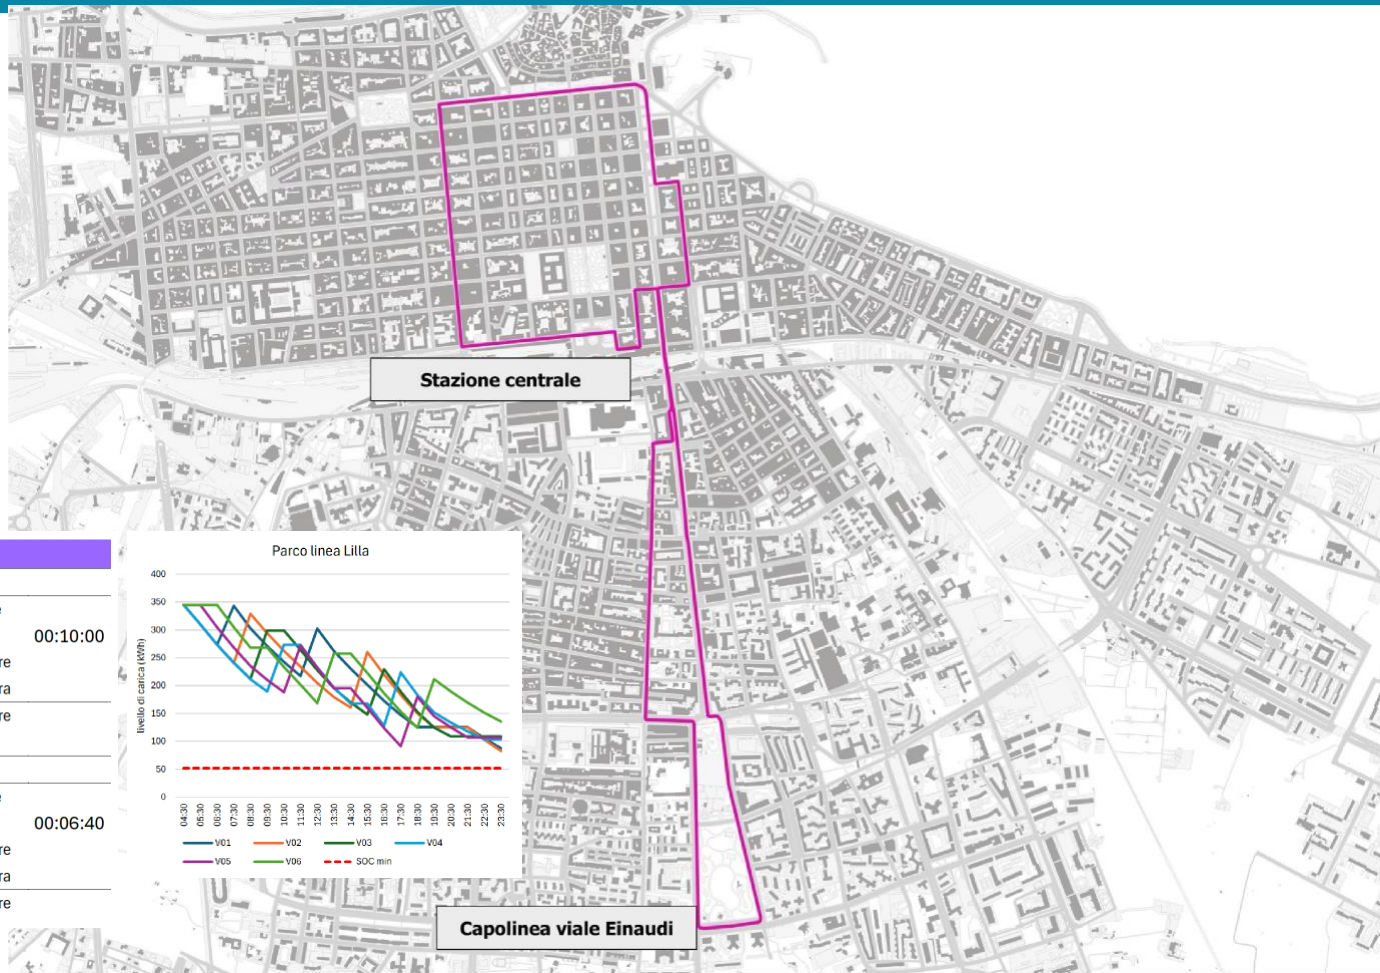 Stazione centrale
e
00:10:00
re
ra
re
e
00:06:40
re
ra
re
Parco linea Lilla
livello di carica (kWh)
400
350
300
250
200
150
100
50
0
04:30 05:30 06:30 07:30 08:30 09:30 10:30 11:30 12:30 13:30 14:30 15:30 16:30 17:30 18:30 19:30 20:30 21:30 22:30 23:30
V01 V02 V03 V04
V05 V06 SOC min
Capolinea viale Einaudi